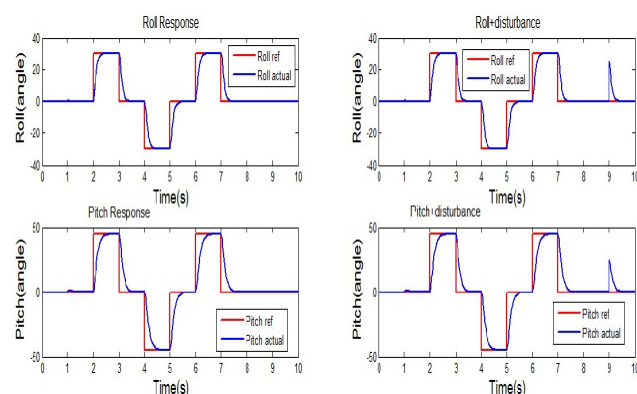 Roll Response
Roll(angle)
40
20
0
-20
-40
Roll ref
Roll actual
0 1 2 3 4 5 6 7 8 9 10
Time(s)
Roll+disturbance
Roll(angle)
40
20
0
-20
-40
Roll ref
Roll actual
0 1 2 3 4 5 6 7 8 9 10
Time(s)
Pitch Response
Pitch(angle)
50
0
-50
Pitch ref
Pitch actual
0 1 2 3 4 5 6 7 8 9 10
Pitch+disturbance
Pitch(angle)
50
0
-50
Pitch ref
Pitch actual
0 1 2 3 4 5 6 7 8 9 10